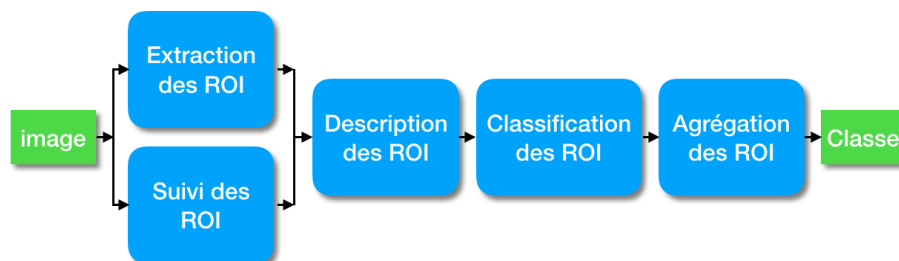 image
Extraction
des ROI
Suivi des
ROI
Description
des ROI
Classification
des ROI
Agrégation
des ROI
Classe